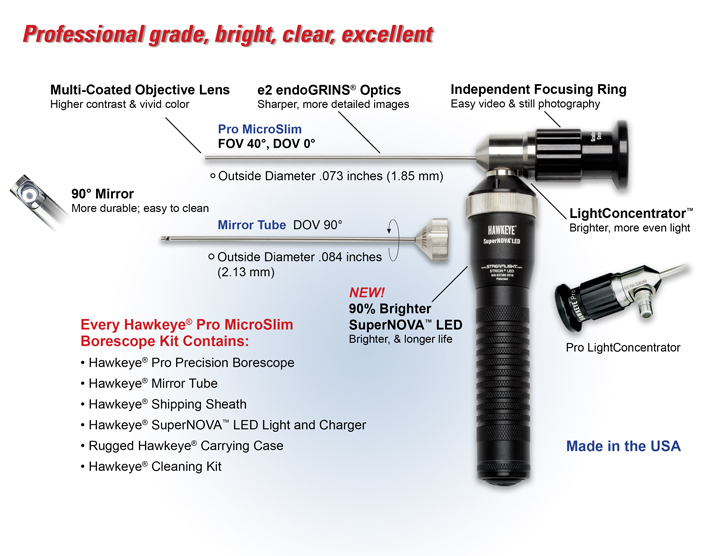 Professional grade, bright, clear, excellent
Multi-Coated Objective Lens
Higher contrast & vivid color
e2 endoGRINS® Optics
Sharper, more detailed images
Independent Focusing Ring
Easy video & still photography
Pro MicroSlim
FOV 40°, DOV 0°
Outside Diameter .073 inches (1.85 mm)
90° Mirror
More durable; easy to clean
Mirror Tube DOV 90°
Outside Diameter .084 inches
(2.13 mm)
LightConcentrator™
Brighter, more even light
HAWKEYE®
SuperNOVA® LED
STREAMLIGHT
STRION® LED
NEW!
90% Brighter
SuperNOVA™ LED
Brighter, & longer life
HAWKEYE® Pro
Pro LightConcentrator
Every Hawkeye® Pro MicroSlim
Borescope Kit Contains:
• Hawkeye® Pro Precision Borescope
• Hawkeye® Mirror Tube
• Hawkeye® Shipping Sheath
• Hawkeye® SuperNOVA™ LED Light and Charger
• Rugged Hawkeye® Carrying Case
• Hawkeye® Cleaning Kit
Made in the USA